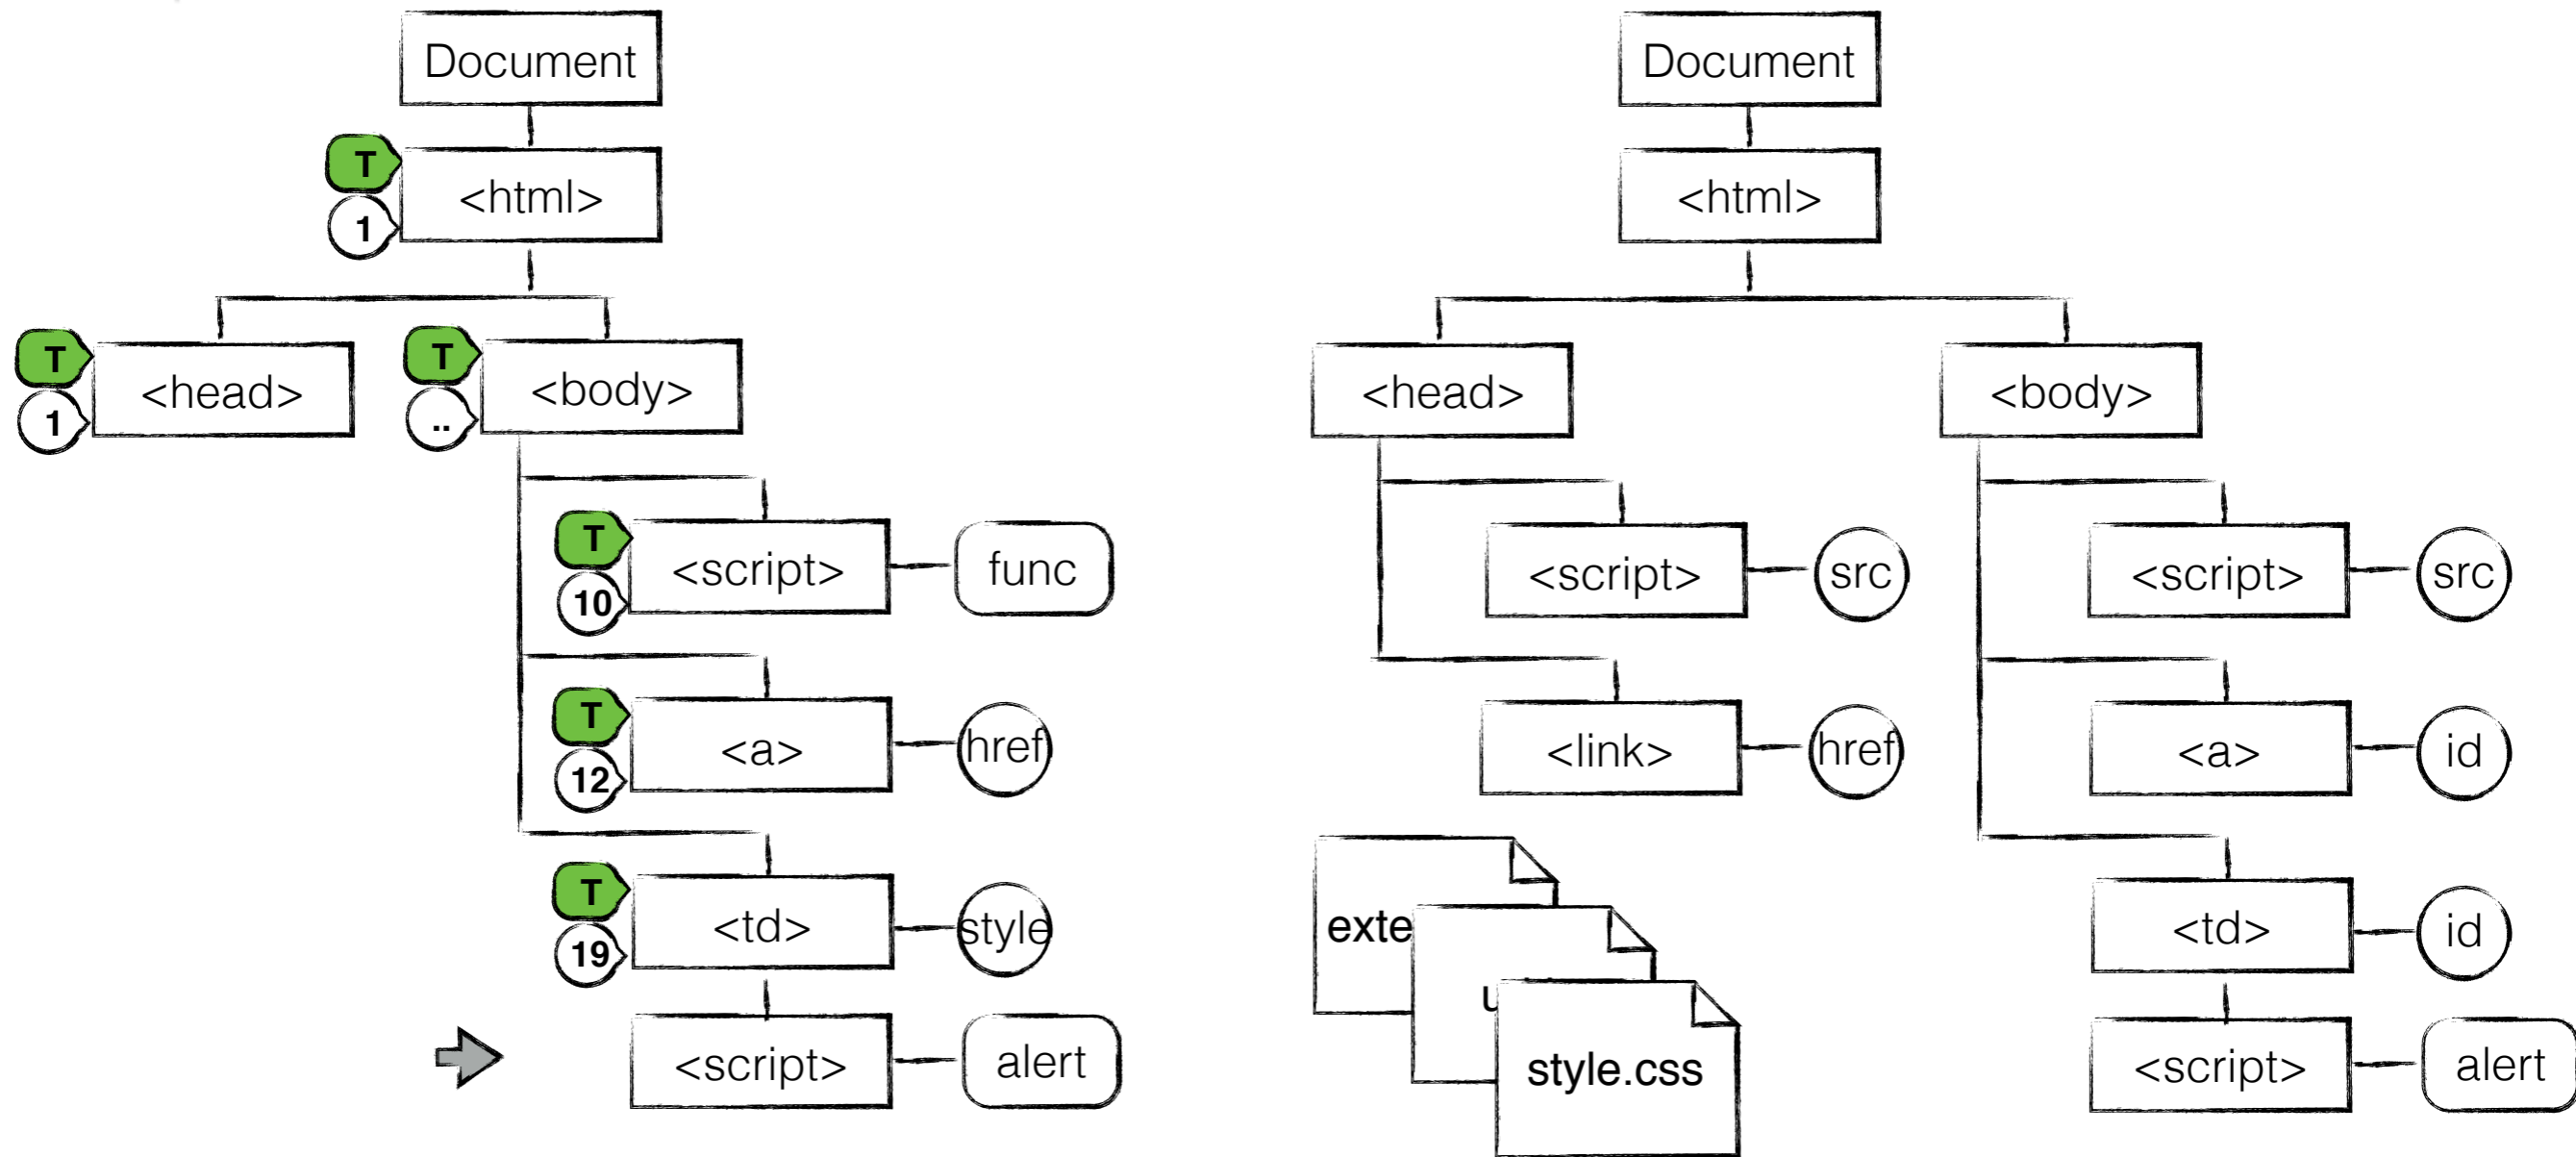 Document
T
<html>
1
T
<head>
1
T
<body>
..
T
<script>
10
func
T
<a>
12
href
T
<td>
19
style
<script>
alert
Document
<html>
<head>
<body>
<script>
src
<link>
href
<script>
src
<a>
id
<td>
id
<script>
alert
exte
style.css